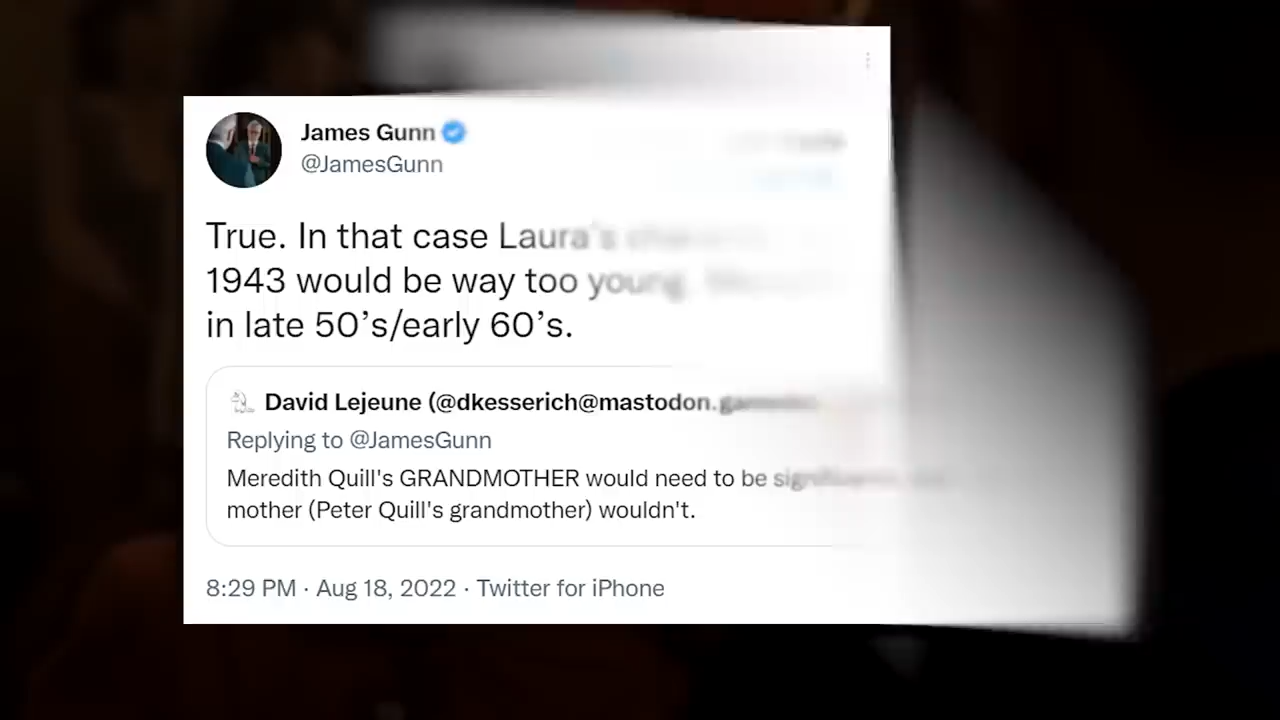 James Gunn
@JamesGunn
True. In that case Laura's
1943 would be way too young.
in late 50's/early 60's.
David Lejeune (@dkesserich@mastodon.
Replying to @JamesGunn
Meredith Quill's GRANDMOTHER would need to be
mother (Peter Quill's grandmother) wouldn't.
8:29 PM · Aug 18, 2022 · Twitter for iPhone